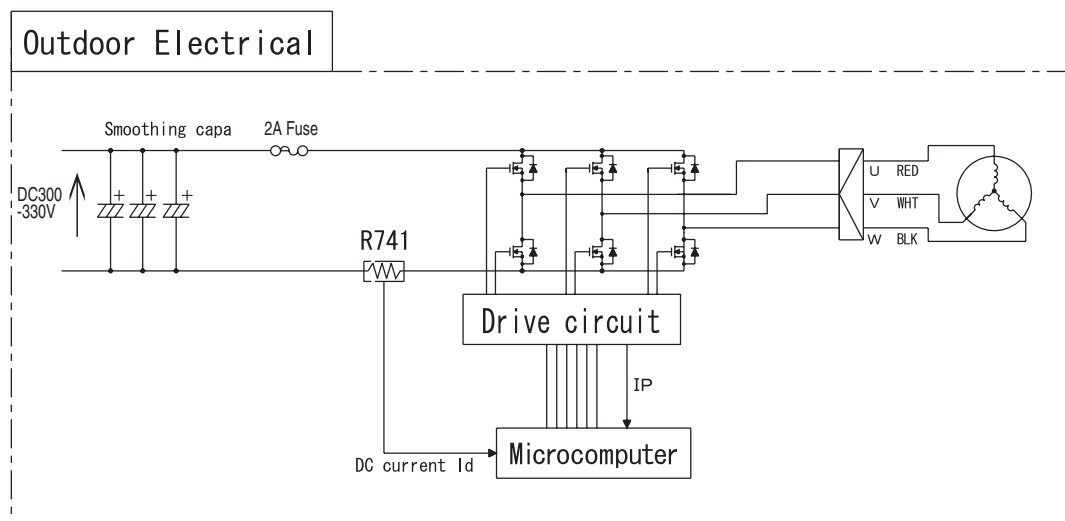 Outdoor Electrical
Smoothing capa
2A Fuse
DC300
-330V
+
+
+
R741
U RED
V WHT
W BLK
Drive circuit
IP
Microcomputer
DC current Id